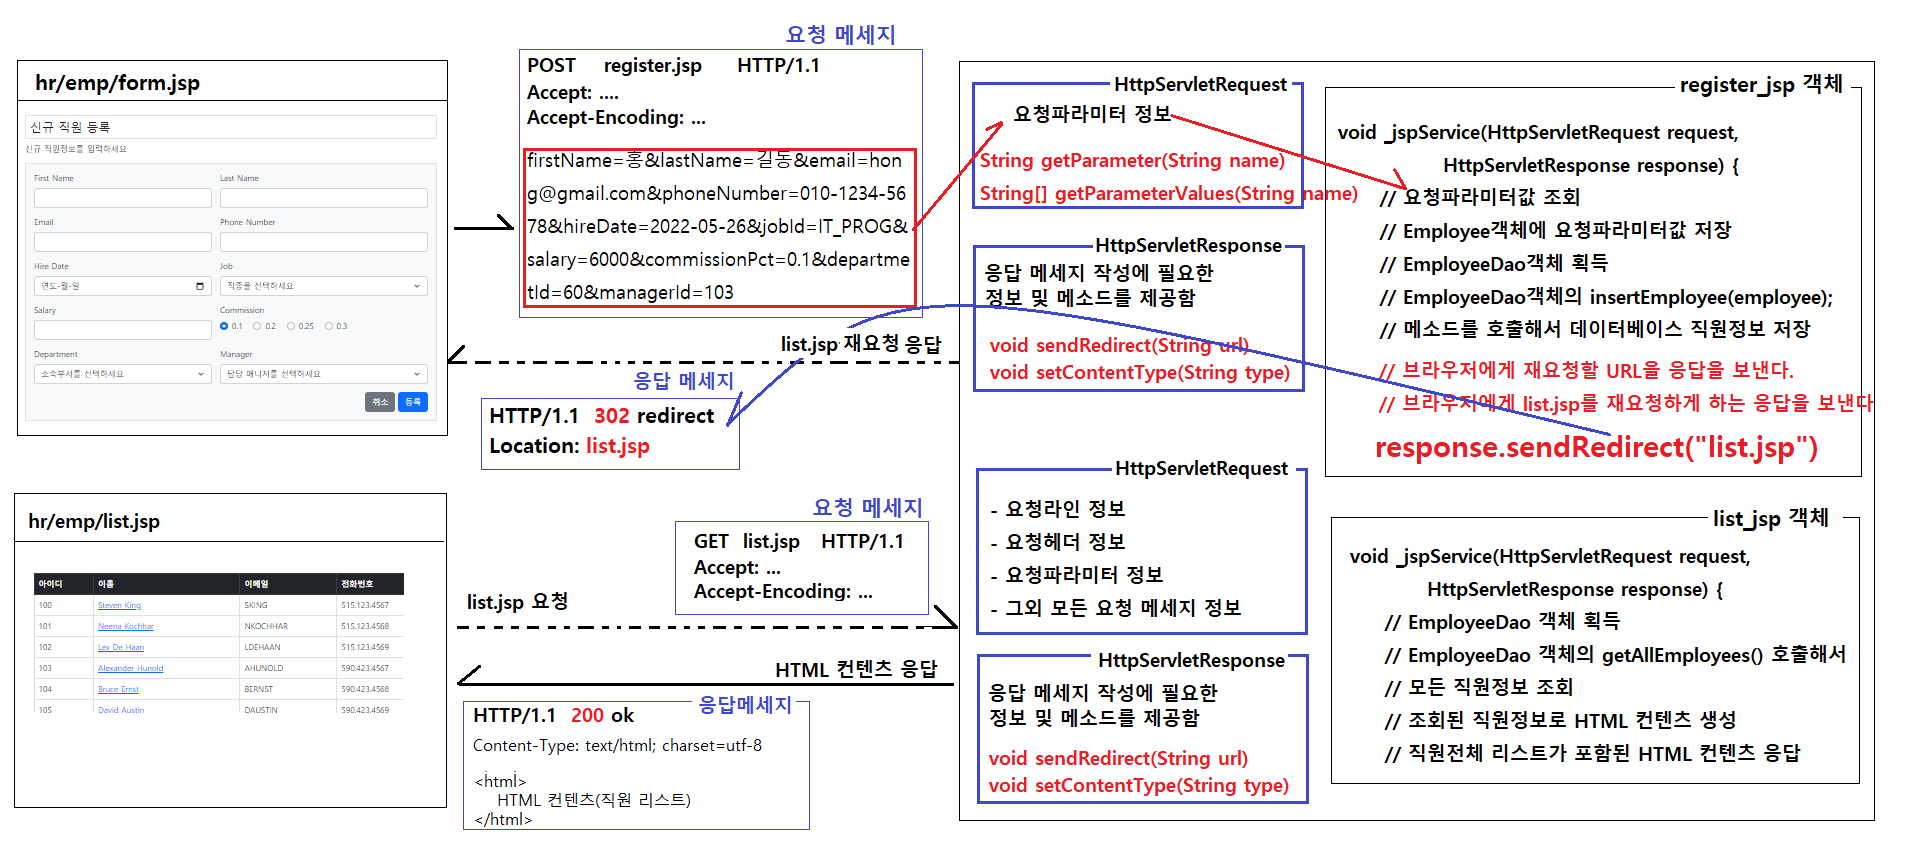 hr/emp/form.jsp
신규 직원 등록
신규 직원정보를 입력하세요
First Name
Last Name
Email
Phone Number
Hire Date
Job
연도-월-일
직종을 선택하세요
Salary
Commission
0.1 0.2 0.25 0.3
Department
Manager
소속부서를 선택하세요
담당 매니저를 선택하세요
취소 등록
요청 메세지
POST register.jsp HTTP/1.1
Accept: ....
Accept-Encoding: ...
firstName=홍&lastName=길동&email=hon
g@gmail.com&phoneNumber=010-1234-56
78&hireDate=2022-05-26&jobId=IT_PROG&
salary=6000&commissionPct=0.1&departme
tId=60&managerId=103
list.jsp 재요청 응답
응답 메세지
HTTP/1.1 302 redirect
Location: list.jsp
HttpServletRequest
요청파라미터 정보
String getParameter(String name)
String[] getParameterValues(String name)
HttpServletResponse
응답 메세지 작성에 필요한
정보 및 메소드를 제공함
void sendRedirect(String url)
void setContentType(String type)
register_jsp 객체
void _jspService(HttpServletRequest request,
HttpServletResponse response) {
// 요청파라미터값 조회
// Employee객체에 요청파라미터값 저장
// EmployeeDao객체 획득
// EmployeeDao객체의 insertEmployee(employee);
// 메소드를 호출해서 데이터베이스 직원정보 저장
// 브라우저에게 재요청할 URL을 응답을 보낸다.
// 브라우저에게 list.jsp를 재요청하게 하는 응답을 보낸다
response.sendRedirect("list.jsp")
hr/emp/list.jsp
아이디 이름 이메일 전화번호
100 Steven King SKING 515.123.4567
101 Neena Kochhar NKOCHHAR 515.123.4568
102 Lex De Haan LDEHAAN 515.123.4569
103 Alexander Hunold AHUNOLD 590.423.4567
104 Bruce Ernst BERNST 590.423.4568
105 David Austin DAUSTIN 590.423.4569
요청 메세지
GET list.jsp HTTP/1.1
Accept: ...
Accept-Encoding: ...
list.jsp 요청
HTML 컨텐츠 응답
응답메세지
HTTP/1.1 200 ok
Content-Type: text/html; charset=utf-8
<html>
HTML 컨텐츠(직원 리스트)
</html>
HttpServletRequest
- 요청라인 정보
- 요청헤더 정보
- 요청파라미터 정보
- 그외 모든 요청 메세지 정보
HttpServletResponse
응답 메세지 작성에 필요한
정보 및 메소드를 제공함
void sendRedirect(String url)
void setContentType(String type)
list_jsp 객체
void _jspService(HttpServletRequest request,
HttpServletResponse response) {
// EmployeeDao 객체 획득
// EmployeeDao 객체의 getAllEmployees() 호출해서
// 모든 직원정보 조회
// 조회된 직원정보로 HTML 컨텐츠 생성
// 직원전체 리스트가 포함된 HTML 컨텐츠 응답